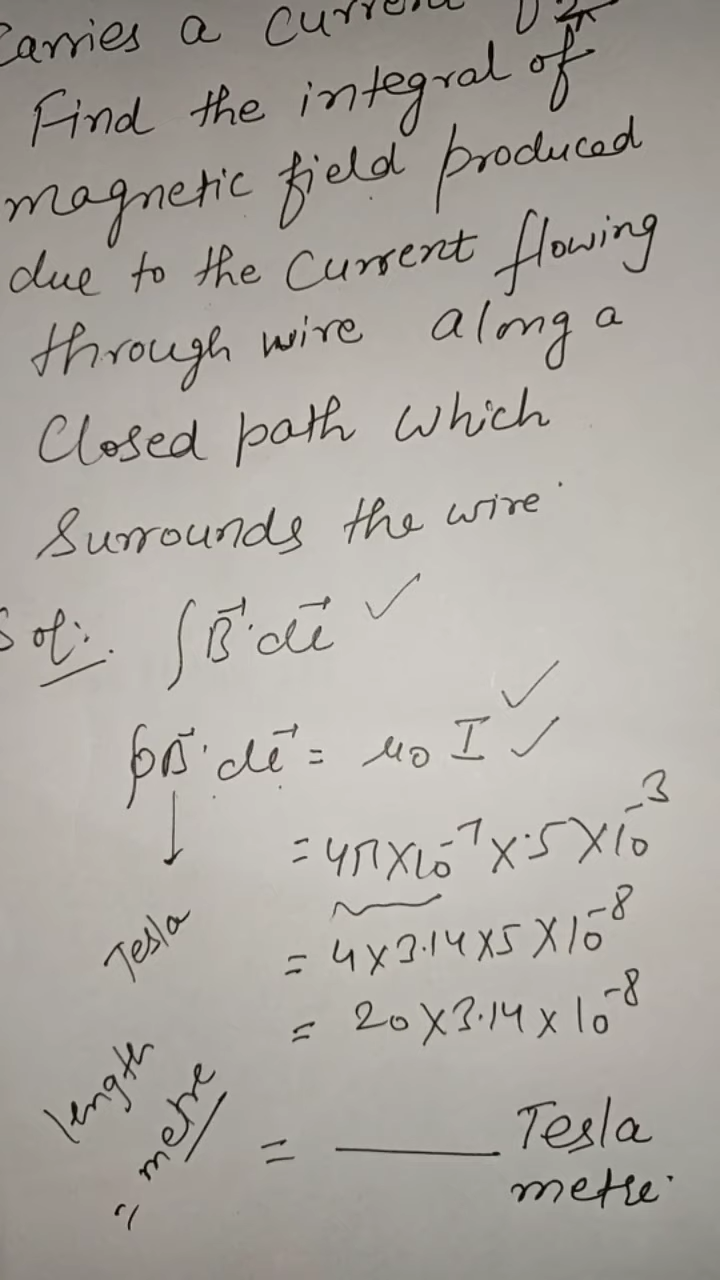 Carries a Current
Find the integral of
magnetic field produced
due to the Current flowing
through wire along a
Closed path which
Surrounds the wire
Sol:. ∫B⃗·dl⃗ ✓
∮B⃗·dl⃗ = μ0 I ✓ ✓
= 4π×10⁻⁷ × ·5 × 10⁻³
Tesla
= 4×3.14×5×10⁻⁸
= 20×3.14×10⁻⁸
length
= metre
= ——— Tesla
metre.